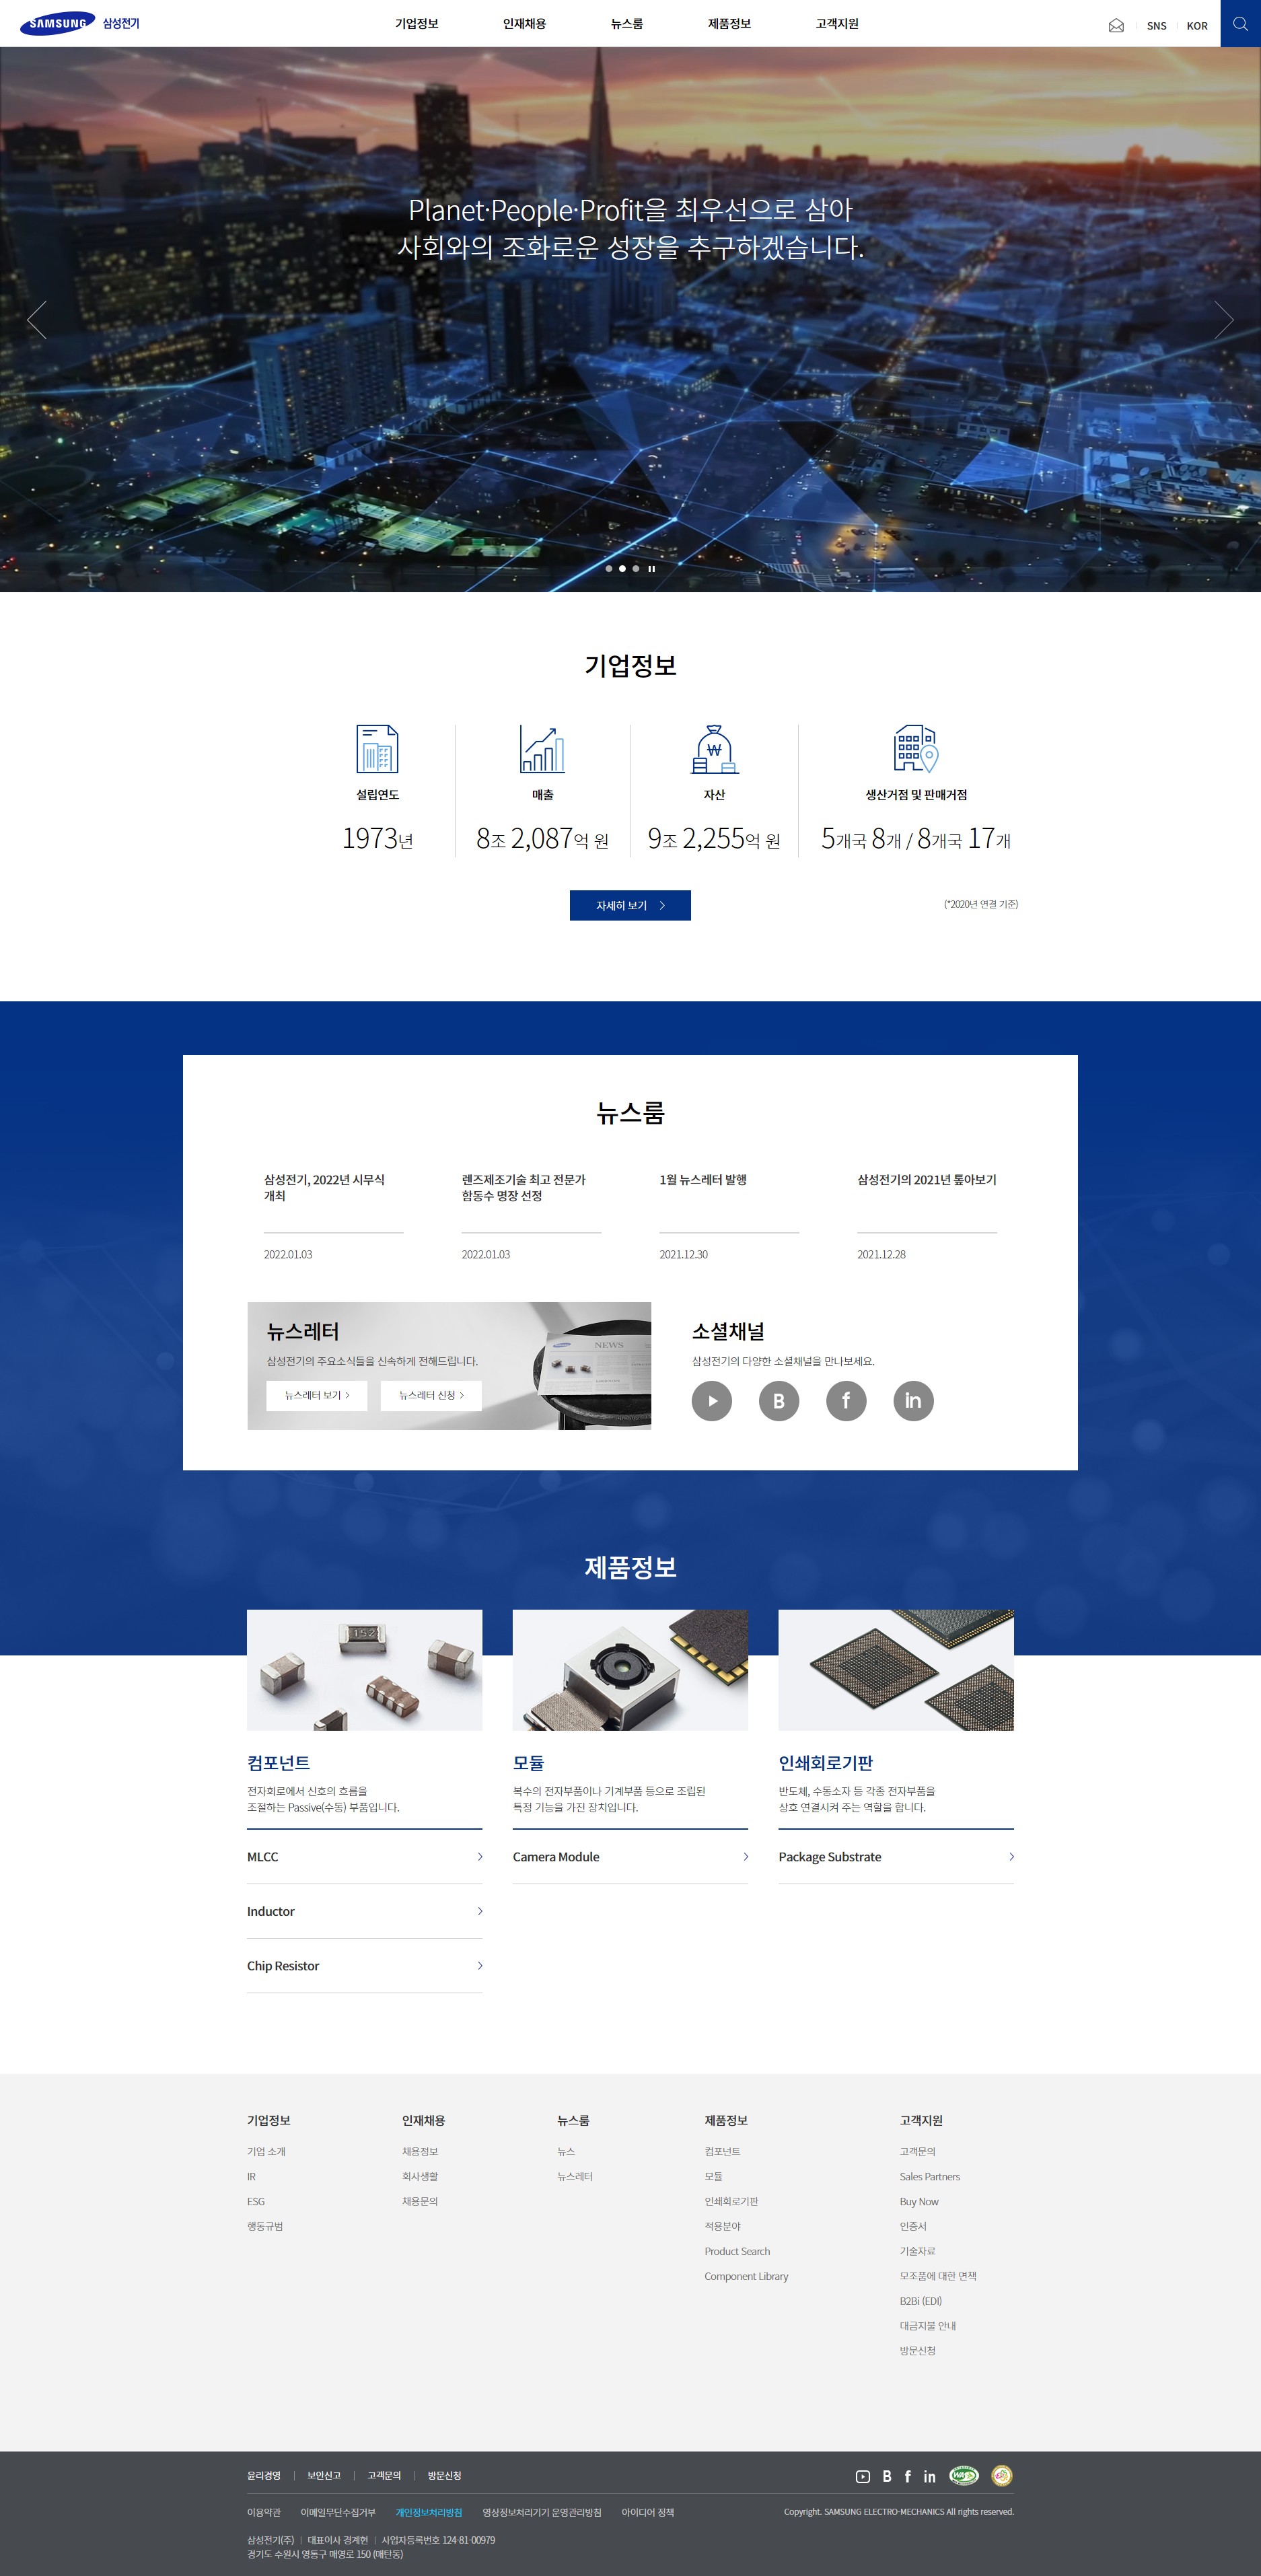 SAMSUNG 삼성전기
기업정보 인재채용 뉴스룸 제품정보 고객지원
SNS KOR
Planet·People·Profit을 최우선으로 삼아
사회와의 조화로운 성장을 추구하겠습니다.
기업정보
설립연도 매출 자산 생산거점 및 판매거점
1973년 8조 2,087억 원 9조 2,255억 원 5개국 8개 / 8개국 17개
자세히 보기
(*2020년 연결 기준)
뉴스룸
삼성전기, 2022년 시무식
개최
2022.01.03
렌즈제조기술 최고 전문가
함동수 명장 선정
2022.01.03
1월 뉴스레터 발행
2021.12.30
삼성전기의 2021년 톺아보기
2021.12.28
뉴스레터
삼성전기의 주요소식들을 신속하게 전해드립니다.
뉴스레터 보기
뉴스레터 신청
NEWS
소셜채널
삼성전기의 다양한 소셜채널을 만나보세요.
B f in
제품정보
152
컴포넌트
전자회로에서 신호의 흐름을
조절하는 Passive(수동) 부품입니다.
MLCC
Inductor
Chip Resistor
모듈
복수의 전자부품이나 기계부품 등으로 조립된
특정 기능을 가진 장치입니다.
Camera Module
인쇄회로기판
반도체, 수동소자 등 각종 전자부품을
상호 연결시켜 주는 역할을 합니다.
Package Substrate
기업정보
기업 소개
IR
ESG
행동규범
인재채용
채용정보
회사생활
채용문의
뉴스룸
뉴스
뉴스레터
제품정보
컴포넌트
모듈
인쇄회로기판
적용분야
Product Search
Component Library
고객지원
고객문의
Sales Partners
Buy Now
인증서
기술자료
모조품에 대한 면책
B2Bi (EDI)
대금지불 안내
방문신청
윤리경영 보안신고 고객문의 방문신청
B f in WA
이용약관 이메일무단수집거부 개인정보처리방침 영상정보처리기기 운영관리방침 아이디어 정책
Copyright. SAMSUNG ELECTRO-MECHANICS All rights reserved.
삼성전기(주) | 대표이사 경계현 | 사업자등록번호 124-81-00979
경기도 수원시 영통구 매영로 150 (매탄동)